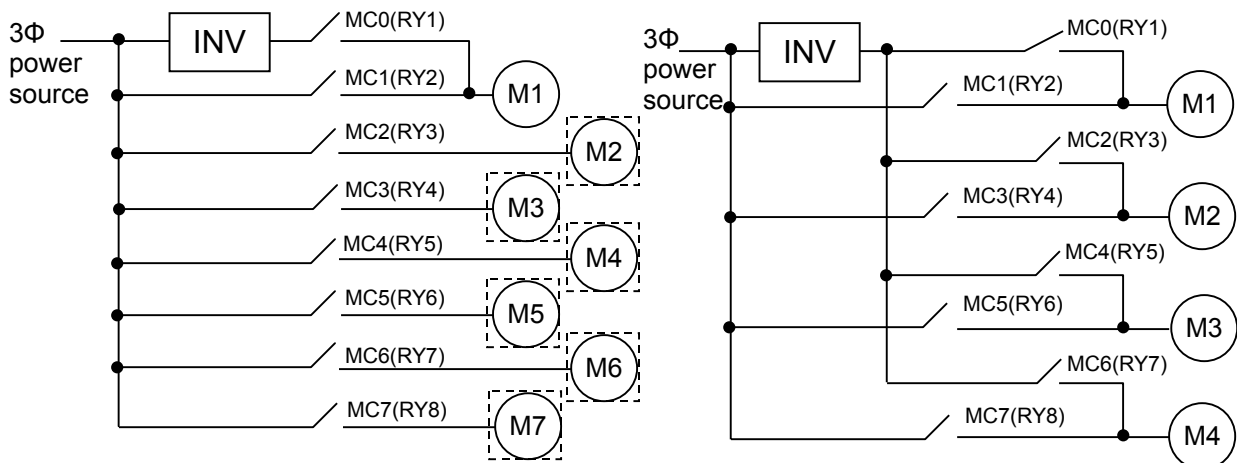 3Φ
power
source
INV
MC0(RY1)
MC1(RY2)
M1
MC2(RY3)
M2
MC3(RY4)
M3
MC4(RY5)
M4
MC5(RY6)
M5
MC6(RY7)
M6
MC7(RY8)
M7
3Φ
power
source
INV
MC0(RY1)
MC1(RY2)
M1
MC2(RY3)
MC3(RY4)
M2
MC4(RY5)
MC5(RY6)
M3
MC6(RY7)
MC7(RY8)
M4